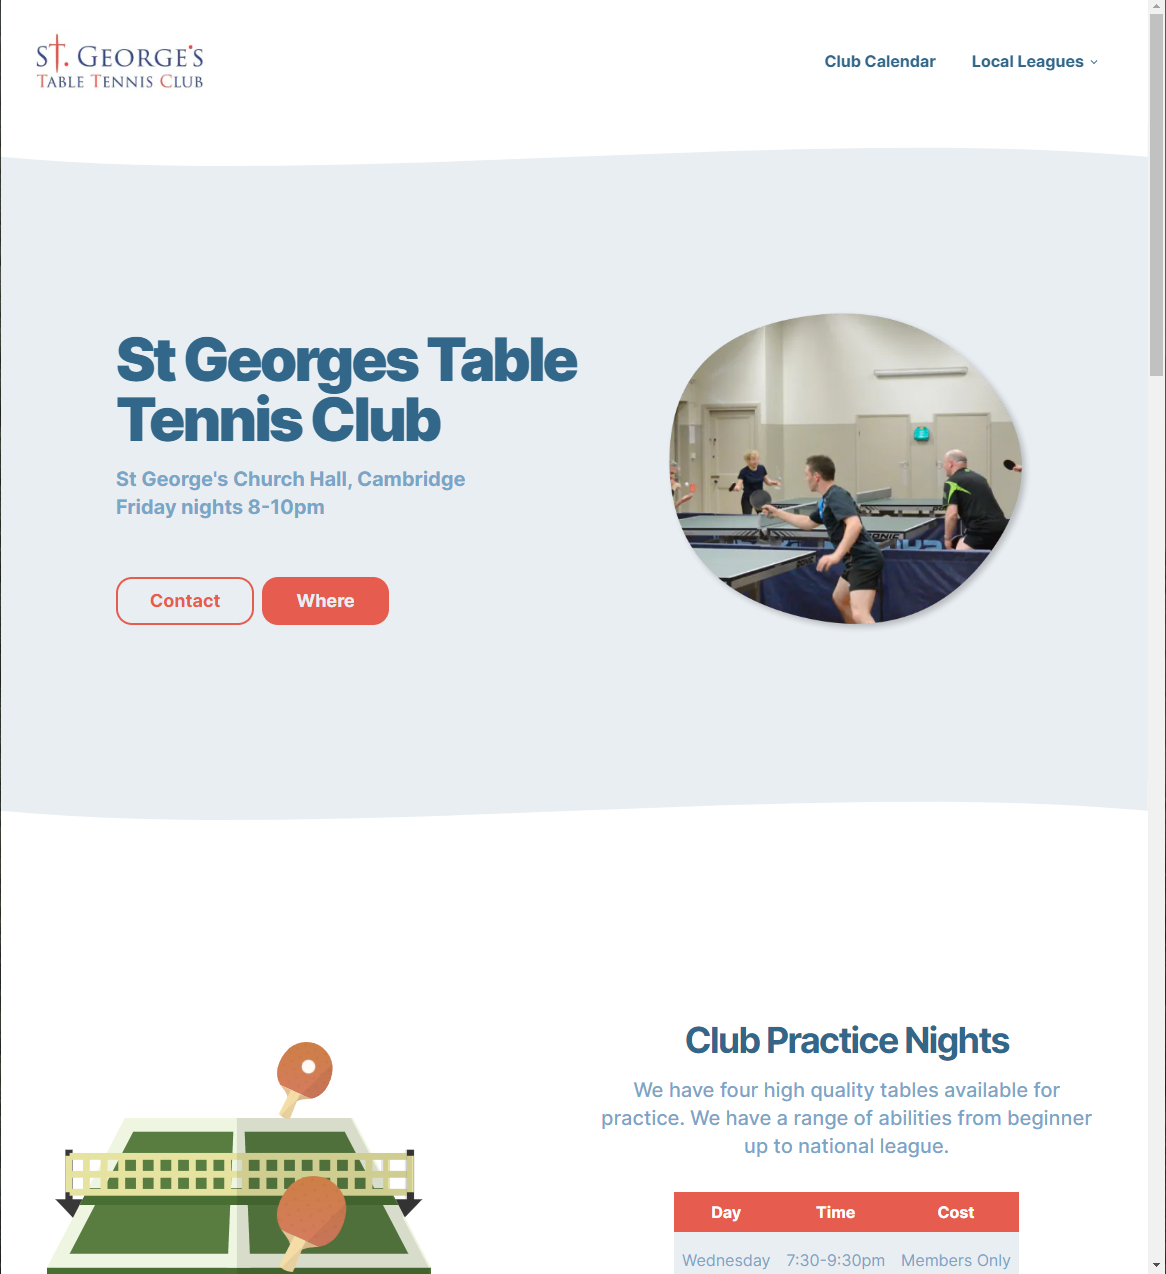 St. George's
Table Tennis Club
Club Calendar
Local Leagues
St Georges Table
Tennis Club
St George's Church Hall, Cambridge
Friday nights 8-10pm
Contact
Where
Club Practice Nights
We have four high quality tables available for
practice. We have a range of abilities from beginner
up to national league.
Day Time Cost
Wednesday 7:30-9:30pm Members Only